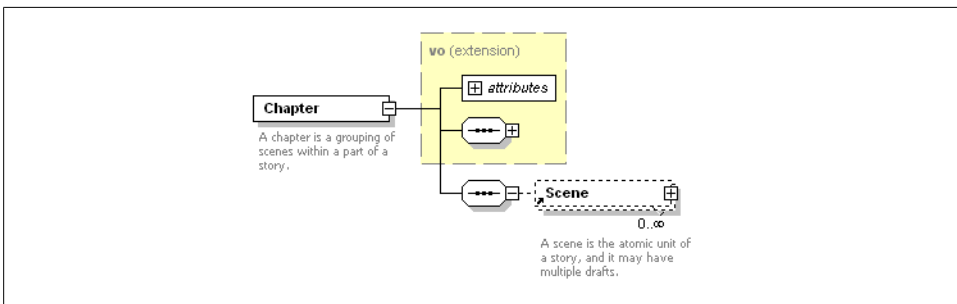 vo (extension)
attributes
Chapter
A chapter is a grouping of
scenes within a part of a
story.
Scene
0..∞
A scene is the atomic unit of
a story, and it may have
multiple drafts.